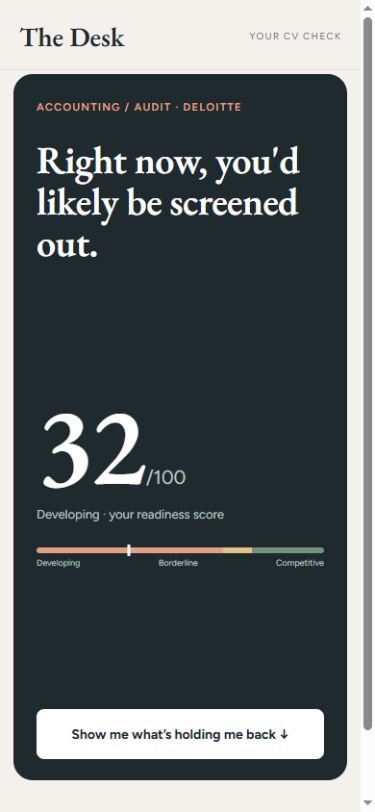 The Desk
YOUR CV CHECK
ACCOUNTING / AUDIT · DELOITTE
Right now, you'd
likely be screened
out.
32/100
Developing · your readiness score
Developing Borderline Competitive
Show me what's holding me back ↓